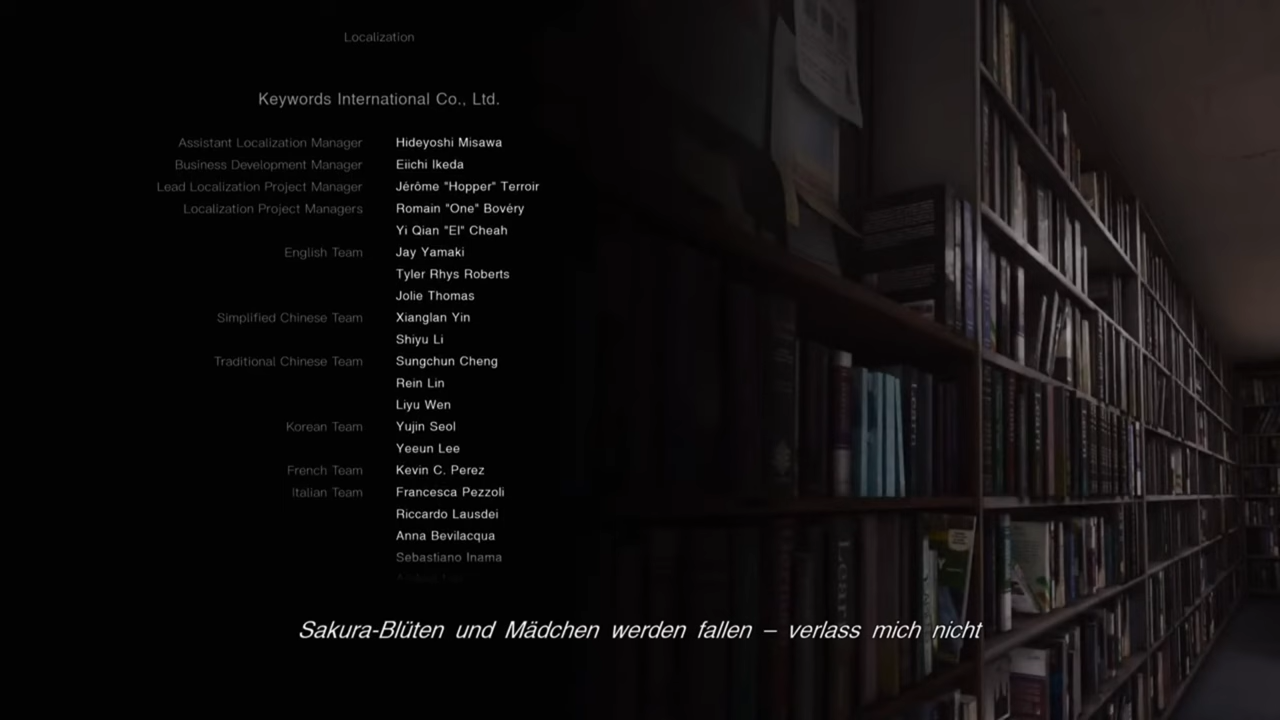 Localization
Keywords International Co., Ltd.
Assistant Localization Manager Hideyoshi Misawa
Business Development Manager Eiichi Ikeda
Lead Localization Project Manager Jérôme "Hopper" Terroir
Localization Project Managers Romain "One" Bovéry
Yi Qian "El" Cheah
English Team Jay Yamaki
Tyler Rhys Roberts
Jolie Thomas
Simplified Chinese Team Xianglan Yin
Shiyu Li
Traditional Chinese Team Sungchun Cheng
Rein Lin
Liyu Wen
Korean Team Yujin Seol
Yeeun Lee
French Team Kevin C. Perez
Italian Team Francesca Pezzoli
Riccardo Lausdei
Anna Bevilacqua
Sebastiano Inama
Sakura-Blüten und Mädchen werden fallen – verlass mich nicht